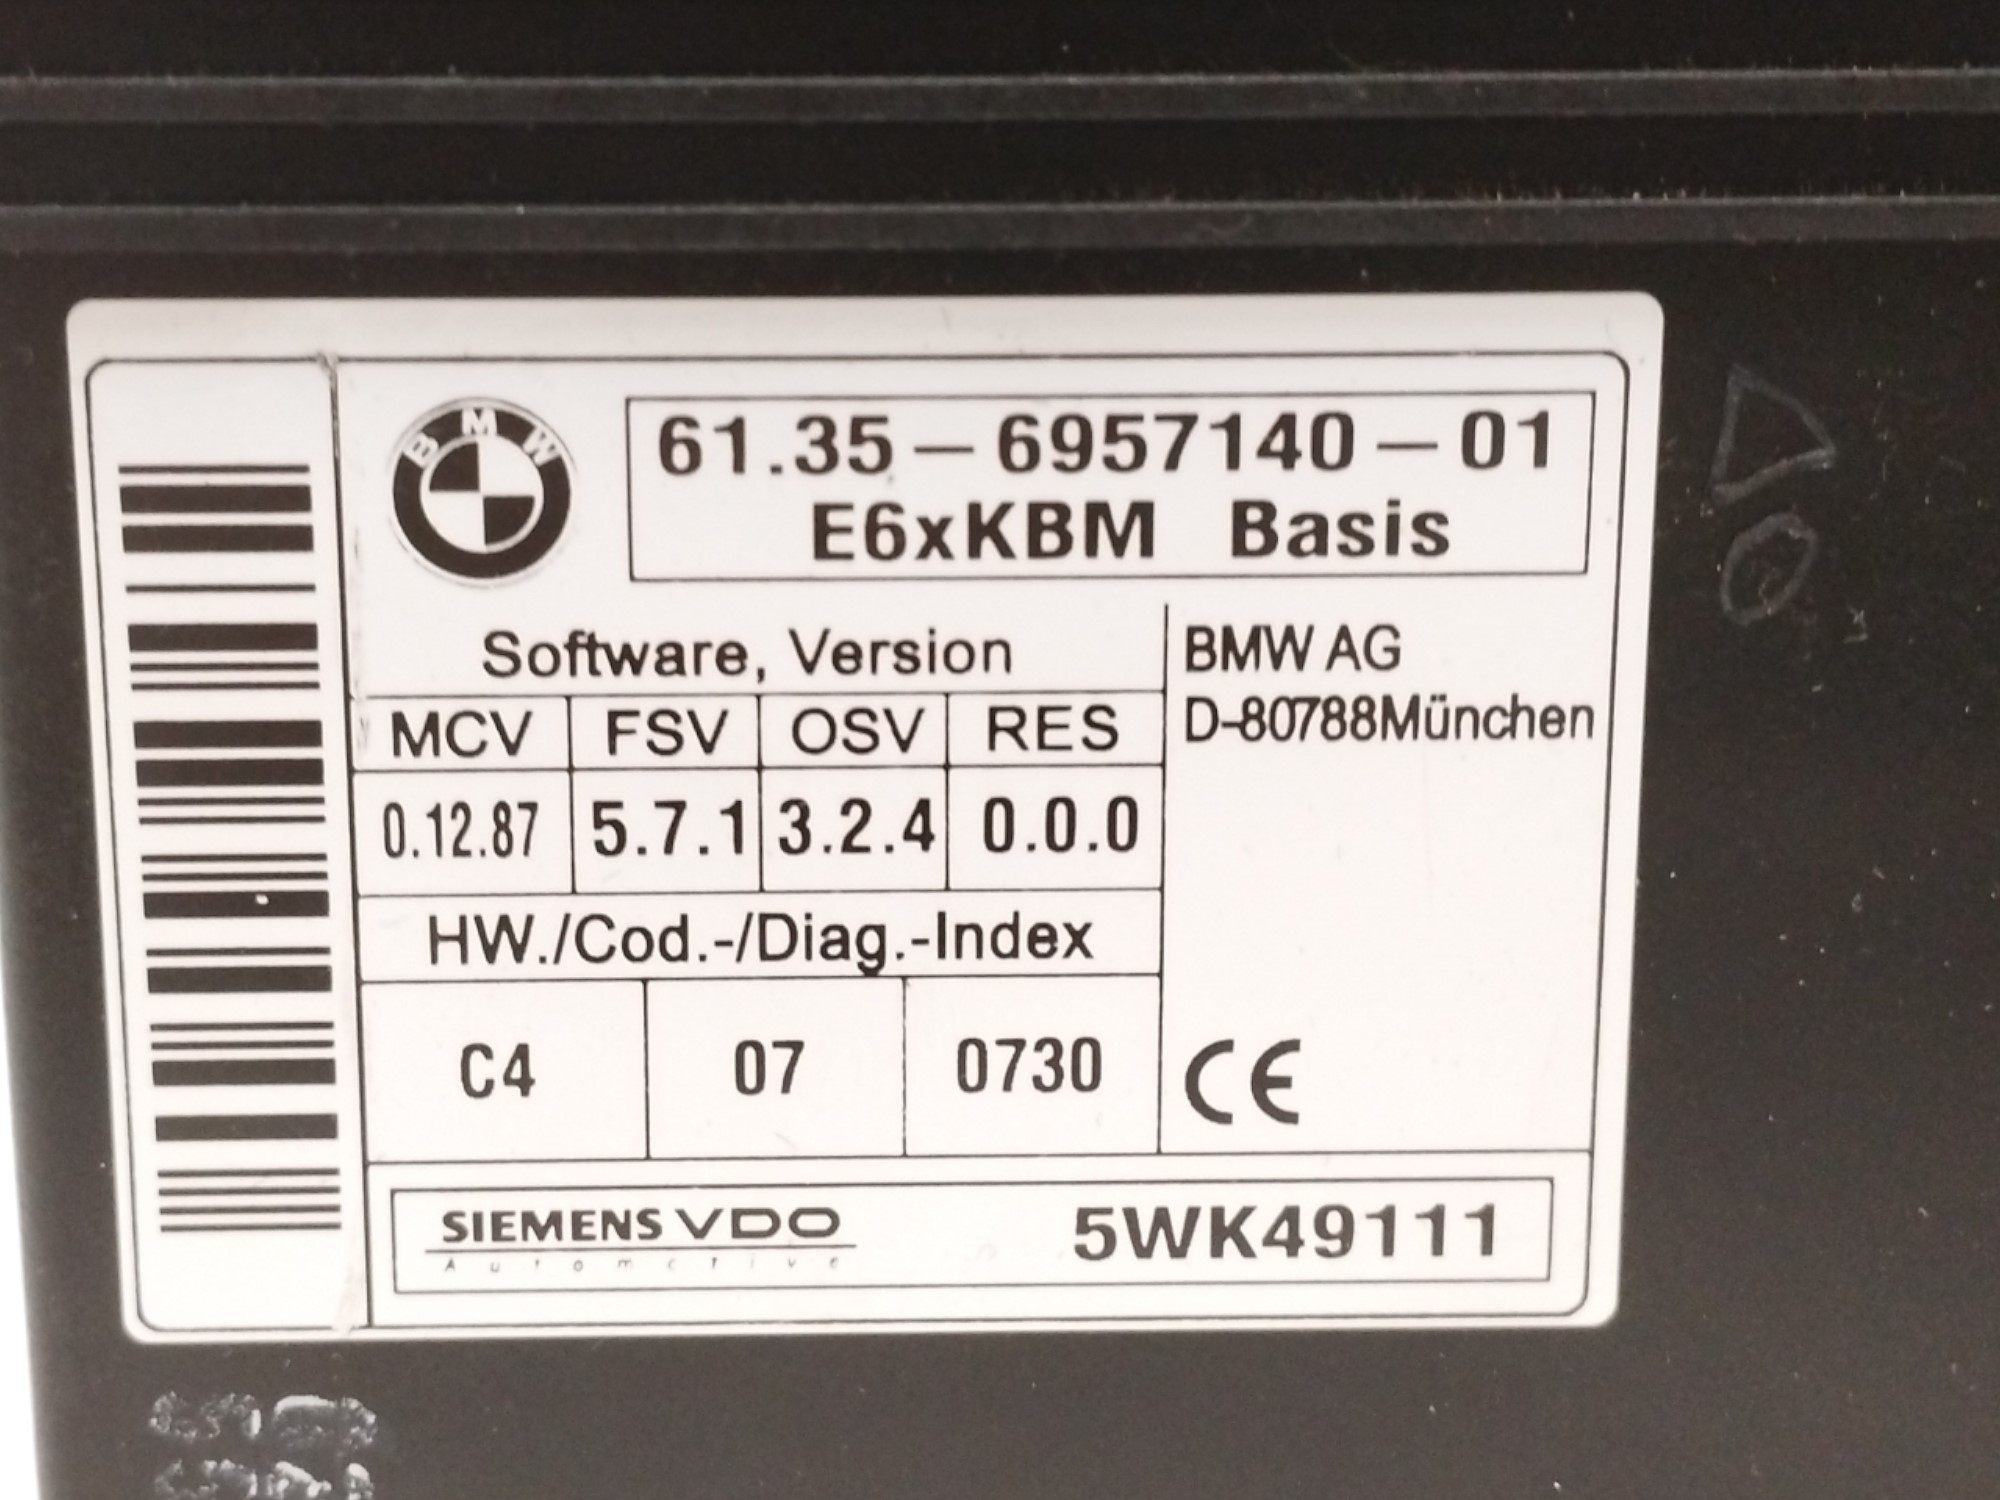 BMW
61.35-6957140-01
E6xKBM Basis
Software, Version
MCV FSV OSV RES
0.12.87 5.7.1 3.2.4 0.0.0
HW./Cod.-/Diag.-Index
C4 07 0730
BMW AG
D-80788München
CE
SIEMENS VDO
Automotive
5WK49111